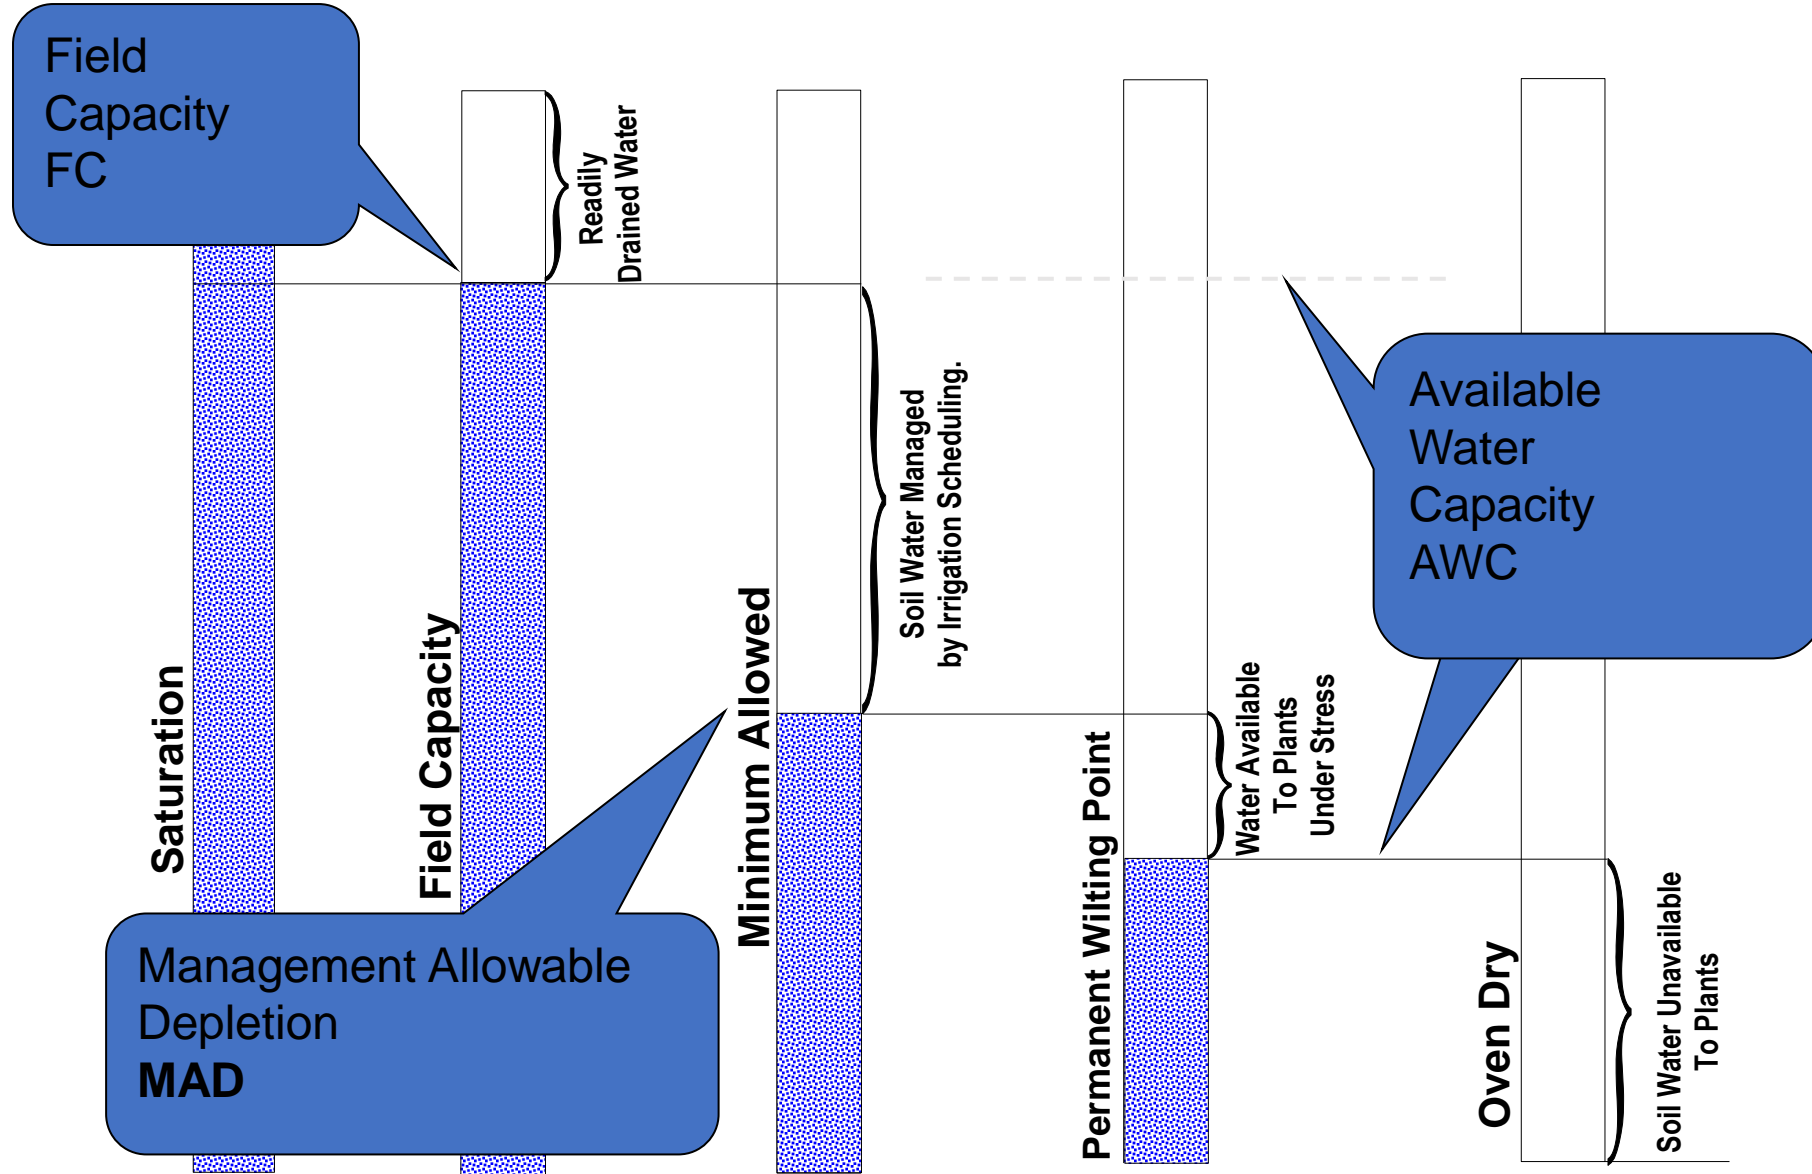 Field
Capacity
FC
Readily
Drained Water
Soil Water Managed
by Irrigation Scheduling.
Available
Water
Capacity
AWC
Saturation
Field Capacity
Minimum Allowed
Water Available
To Plants
Under Stress
Permanent Wilting Point
Management Allowable
Depletion
MAD
Oven Dry
Soil Water Unavailable
To Plants